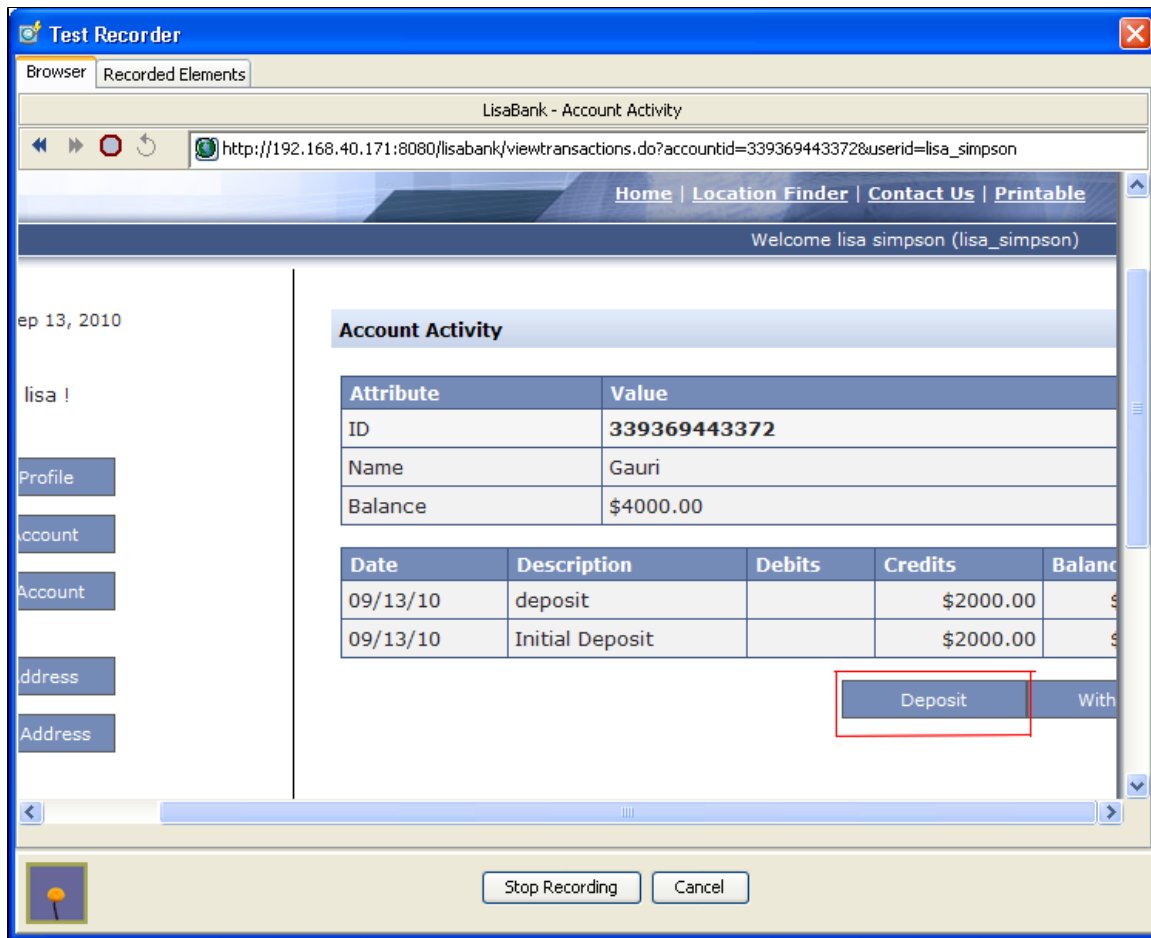 Test Recorder
Browser Recorded Elements
LisaBank - Account Activity
http://192.168.40.171:8080/lisabank/viewtransactions.do?accountid=339369443372&userid=lisa_simpson
Home | Location Finder | Contact Us | Printable
Welcome lisa simpson (lisa_simpson)
ep 13, 2010
lisa !
Profile
Account
Account
Address
Address
Account Activity
Attribute Value
ID 339369443372
Name Gauri
Balance $4000.00
Date Description Debits Credits Balanc
09/13/10 deposit $2000.00 $
09/13/10 Initial Deposit $2000.00 $
Deposit With
Stop Recording Cancel